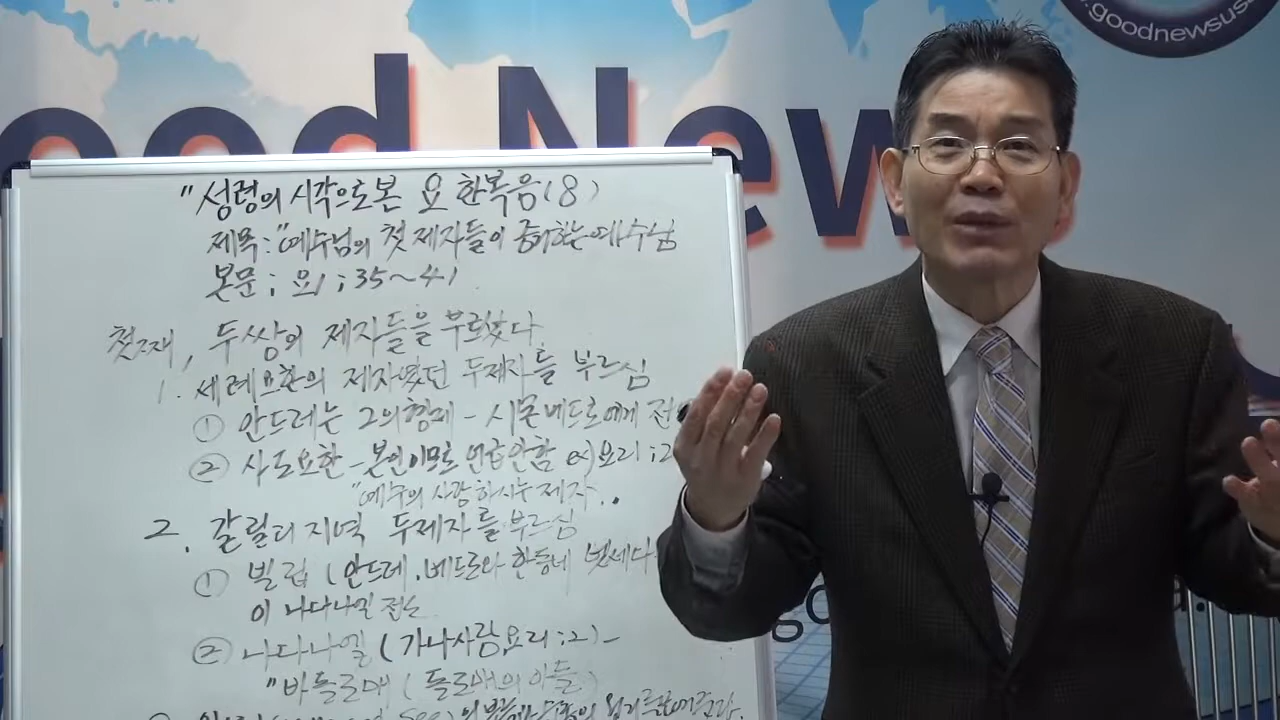 .goodnewsusa
Good New
"성령의 시각으로본 요한복음(8)
제목: "예수님의 첫 제자들이 증거하는 예수님
본문; 요1;35~41
첫째, 두쌍의 제자들을 부르셨다
1. 세례요한의 제자였던 두제자를 부르심
① 안드레는 그의형제 - 시몬베드로에게 전
② 사도요한 - 본인이므로 언급안함 ex)요21;2
"예수의 사랑하시는 제자"
2. 갈릴리지역 두제자를 부르심
① 빌립 (안드레, 베드로와 한동네 벳세다
이 나다나엘 전도
② 나다나엘 (가나사람, 요21;2) -
"바돌로매 (돌로매의 아들)
go
a.